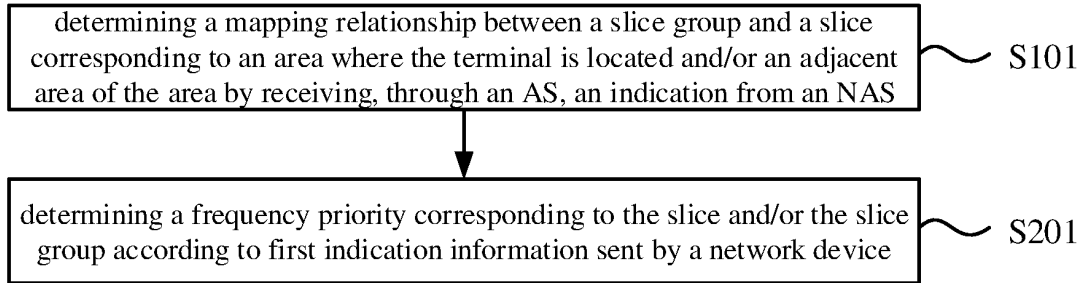 determining a mapping relationship between a slice group and a slice
corresponding to an area where the terminal is located and/or an adjacent
area of the area by receiving, through an AS, an indication from an NAS
S101
determining a frequency priority corresponding to the slice and/or the slice
group according to first indication information sent by a network device
S201